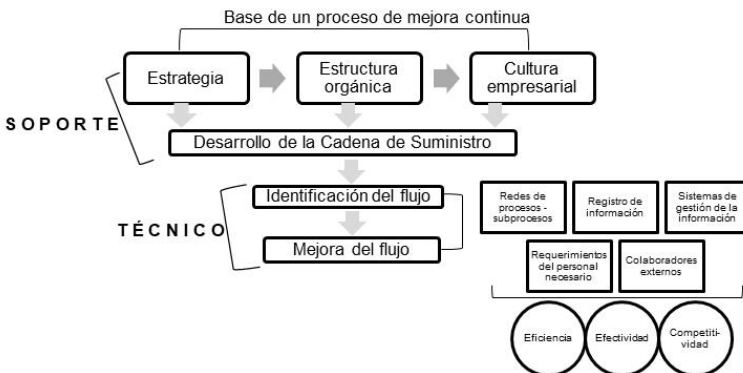 Base de un proceso de mejora continua
Estrategia
Estructura
orgánica
Cultura
empresarial
SOPORTE
Desarrollo de la Cadena de Suministro
Identificación del flujo
TÉCNICO
Mejora del flujo
Redes de
procesos -
subprocesos
Registro de
información
Sistemas de
gestión de la
información
Requerimientos
del personal
necesario
Colaboradores
externos
Eficiencia
Efectividad
Competiti-
vidad